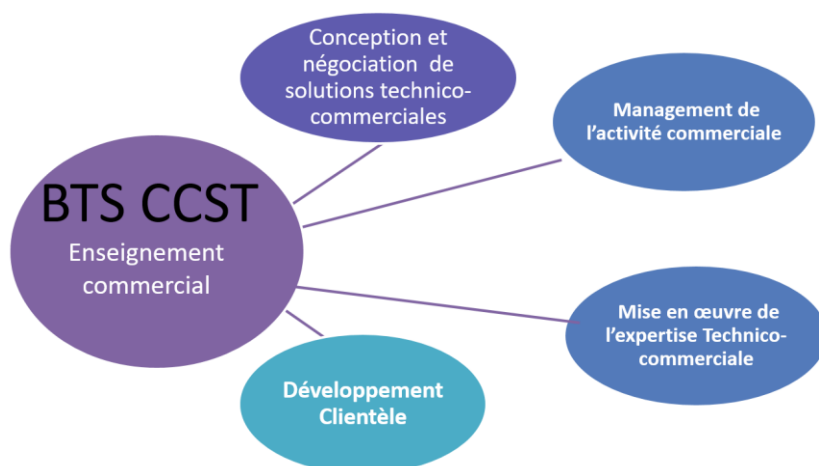 Conception et
négociation de
solutions technico-
commerciales
Management de
l'activité commerciale
BTS CCST
Enseignement
commercial
Mise en œuvre de
l'expertise Technico-
commerciale
Développement
Clientèle